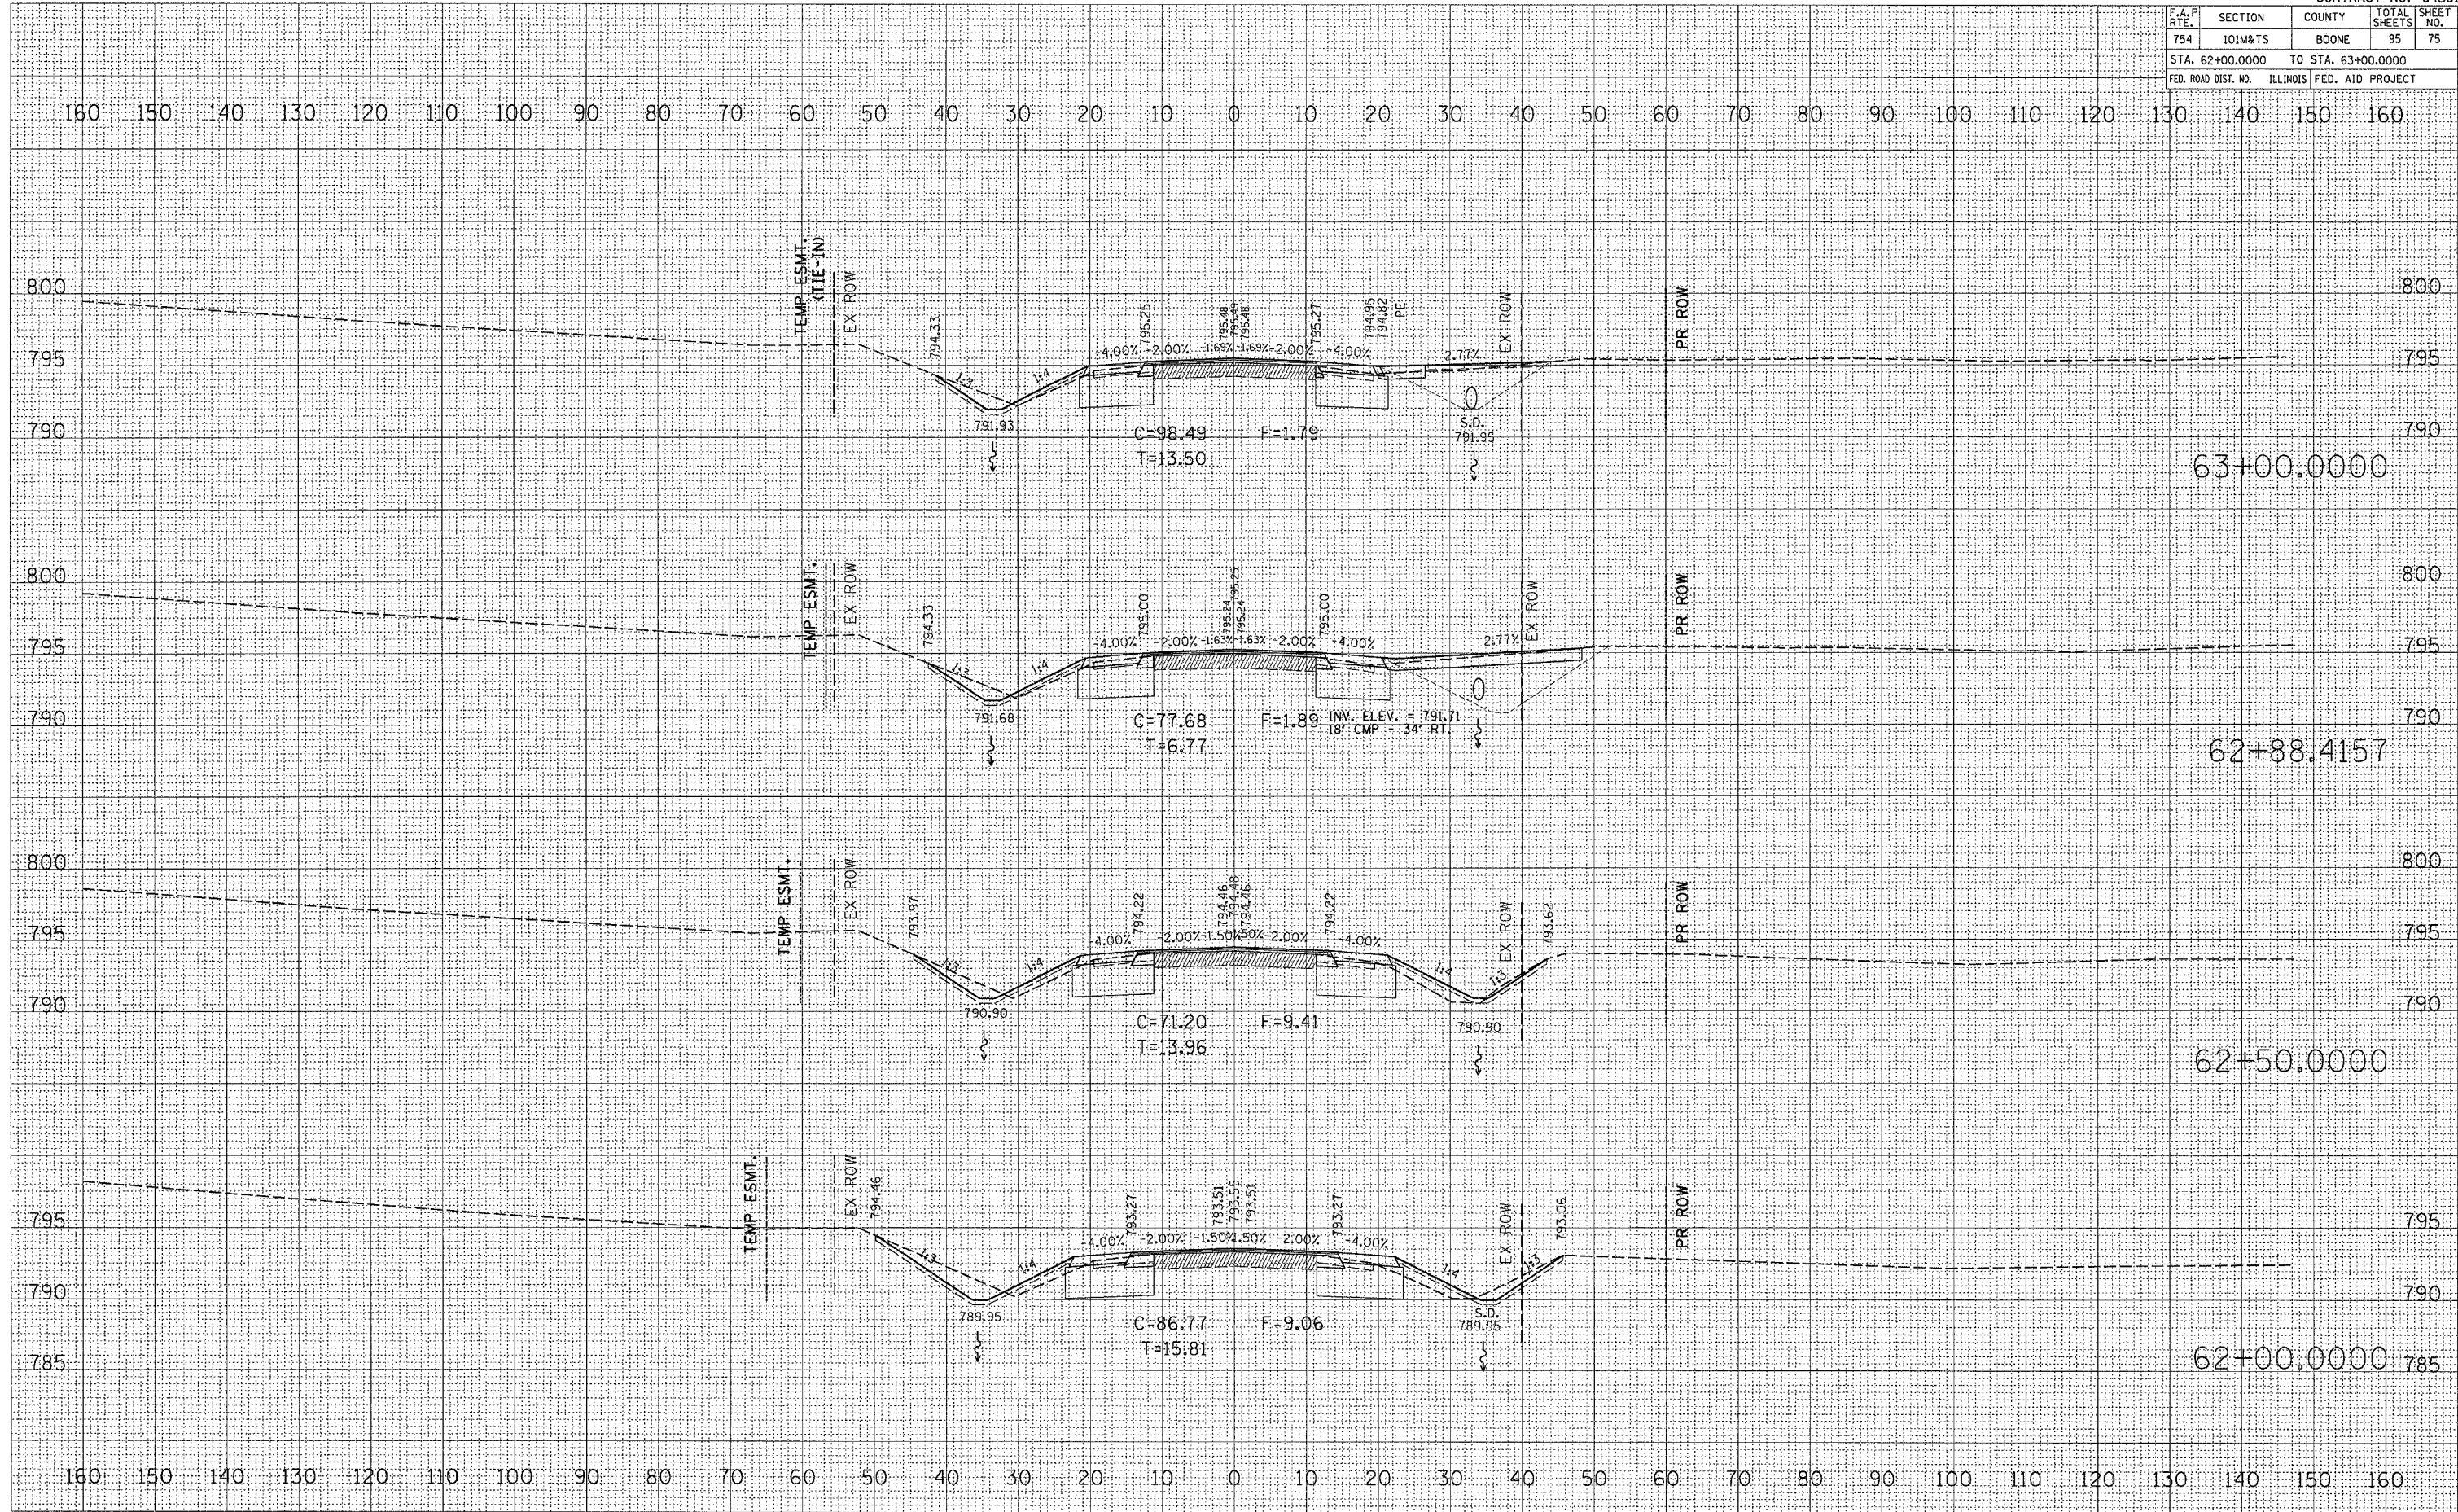 F.A.P RTE. SECTION COUNTY TOTAL SHEETS SHEET NO.
754 101M&TS BOONE 95 75
STA. 62+00.0000 TO STA. 63+00.0000
FED. ROAD DIST. NO. ILLINOIS FED. AID PROJECT
160 150 140 130 120 110 100 90 80 70 60 50 40 30 20 10 0 10 20 30 40 50 60 70 80 90 100 110 120 130 140 150 160
TEMP ESMT.
(TIE-IN)
EX ROW
794.33
795.25
795.48
795.49
795.48
795.27
794.95
794.82
PE
EX ROW
PR ROW
800 800
795 795
790 790
1:3 1:4 -4.00% -2.00% -1.69% -1.69% -2.00% -4.00% 2.77%
791.93
C=98.49 F=1.79
T=13.50
S.D.
791.95
63+00.0000
TEMP ESMT.
EX ROW
794.33
795.00
795.24
795.25
795.24
795.00
EX ROW
PR ROW
800 800
795 795
790 790
1:3 1:4 -4.00% -2.00% -1.63% -1.63% -2.00% -4.00% 2.77%
791.68
C=77.68 F=1.89
T=6.77
INV. ELEV. = 791.71
18" CMP - 34' RT.
62+88.4157
TEMP ESMT.
EX ROW
793.97
794.22
794.46
794.48
794.46
794.22
EX ROW
793.62
PR ROW
800 800
795 795
790 790
1:3 1:4 -4.00% -2.00% -1.50% 1.50% -2.00% -4.00% 1:4 1:3
790.90
C=71.20 F=9.41
T=13.96
790.90
62+50.0000
TEMP ESMT.
EX ROW
794.46
793.27
793.51
793.55
793.51
793.27
EX ROW
793.06
PR ROW
795 795
790 790
785 785
1:3 1:4 -4.00% -2.00% -1.50% 1.50% -2.00% -4.00% 1:4 1:3
789.95
C=86.77 F=9.06
T=15.81
S.D.
789.95
62+00.0000
160 150 140 130 120 110 100 90 80 70 60 50 40 30 20 10 0 10 20 30 40 50 60 70 80 90 100 110 120 130 140 150 160